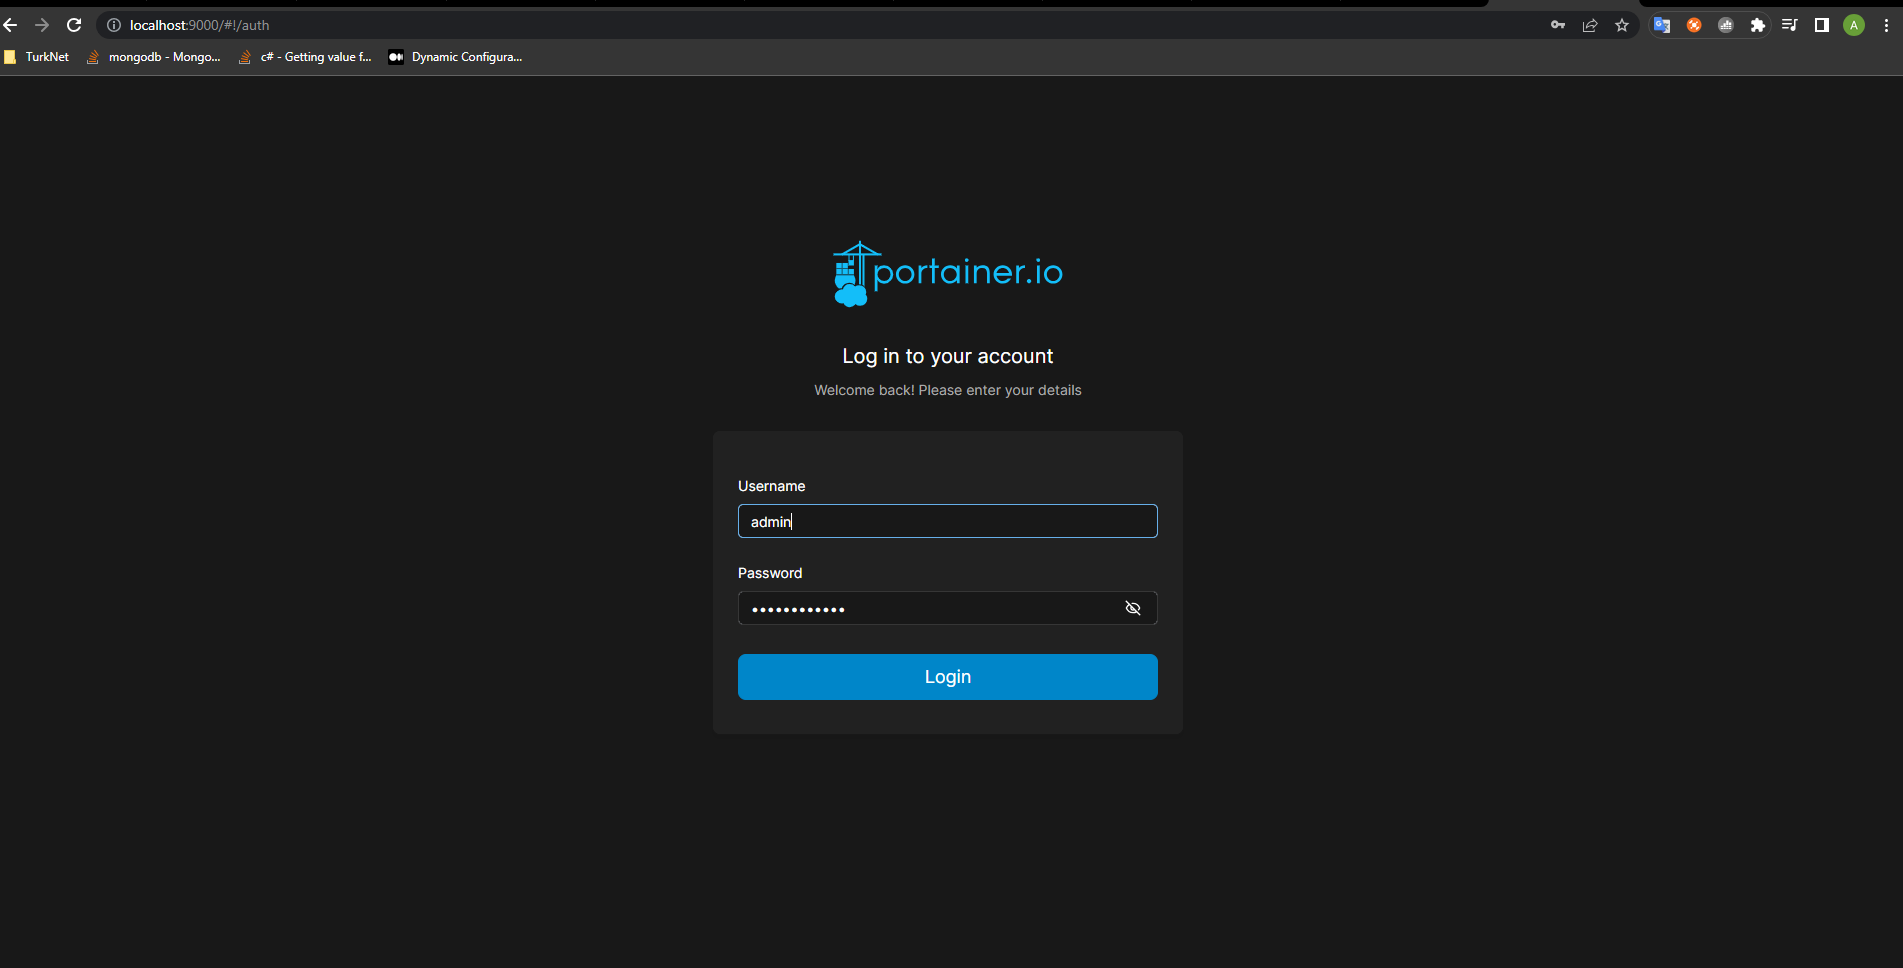 localhost:9000/#!/auth
A
TurkNet
mongodb - Mongo...
c# - Getting value f...
Dynamic Configura...
portainer.io
Log in to your account
Welcome back! Please enter your details
Username
admin
Password
••••••••••••
Login